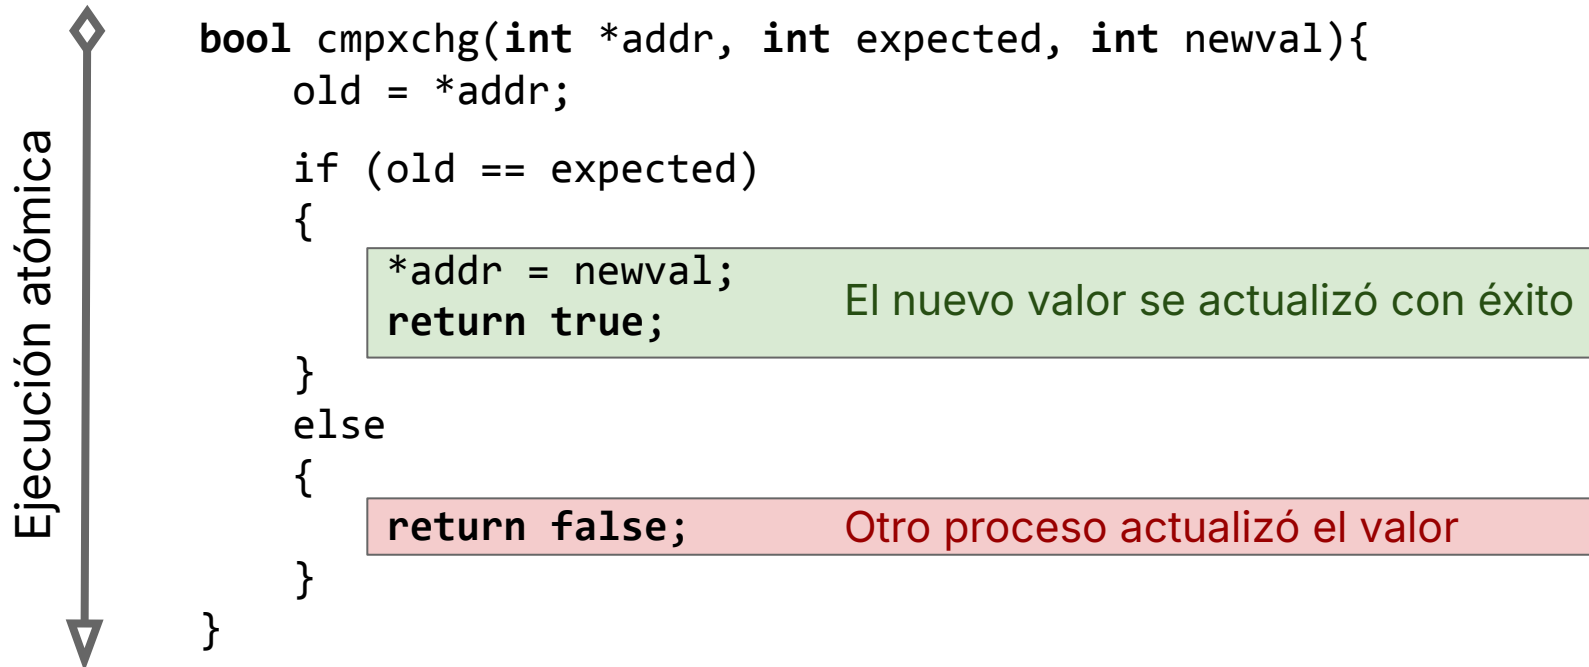 Ejecución atómica
bool cmpxchg(int *addr, int expected, int newval){
old = *addr;
if (old == expected)
{
*addr = newval;
return true;
El nuevo valor se actualizó con éxito
}
else
{
return false;
Otro proceso actualizó el valor
}
}